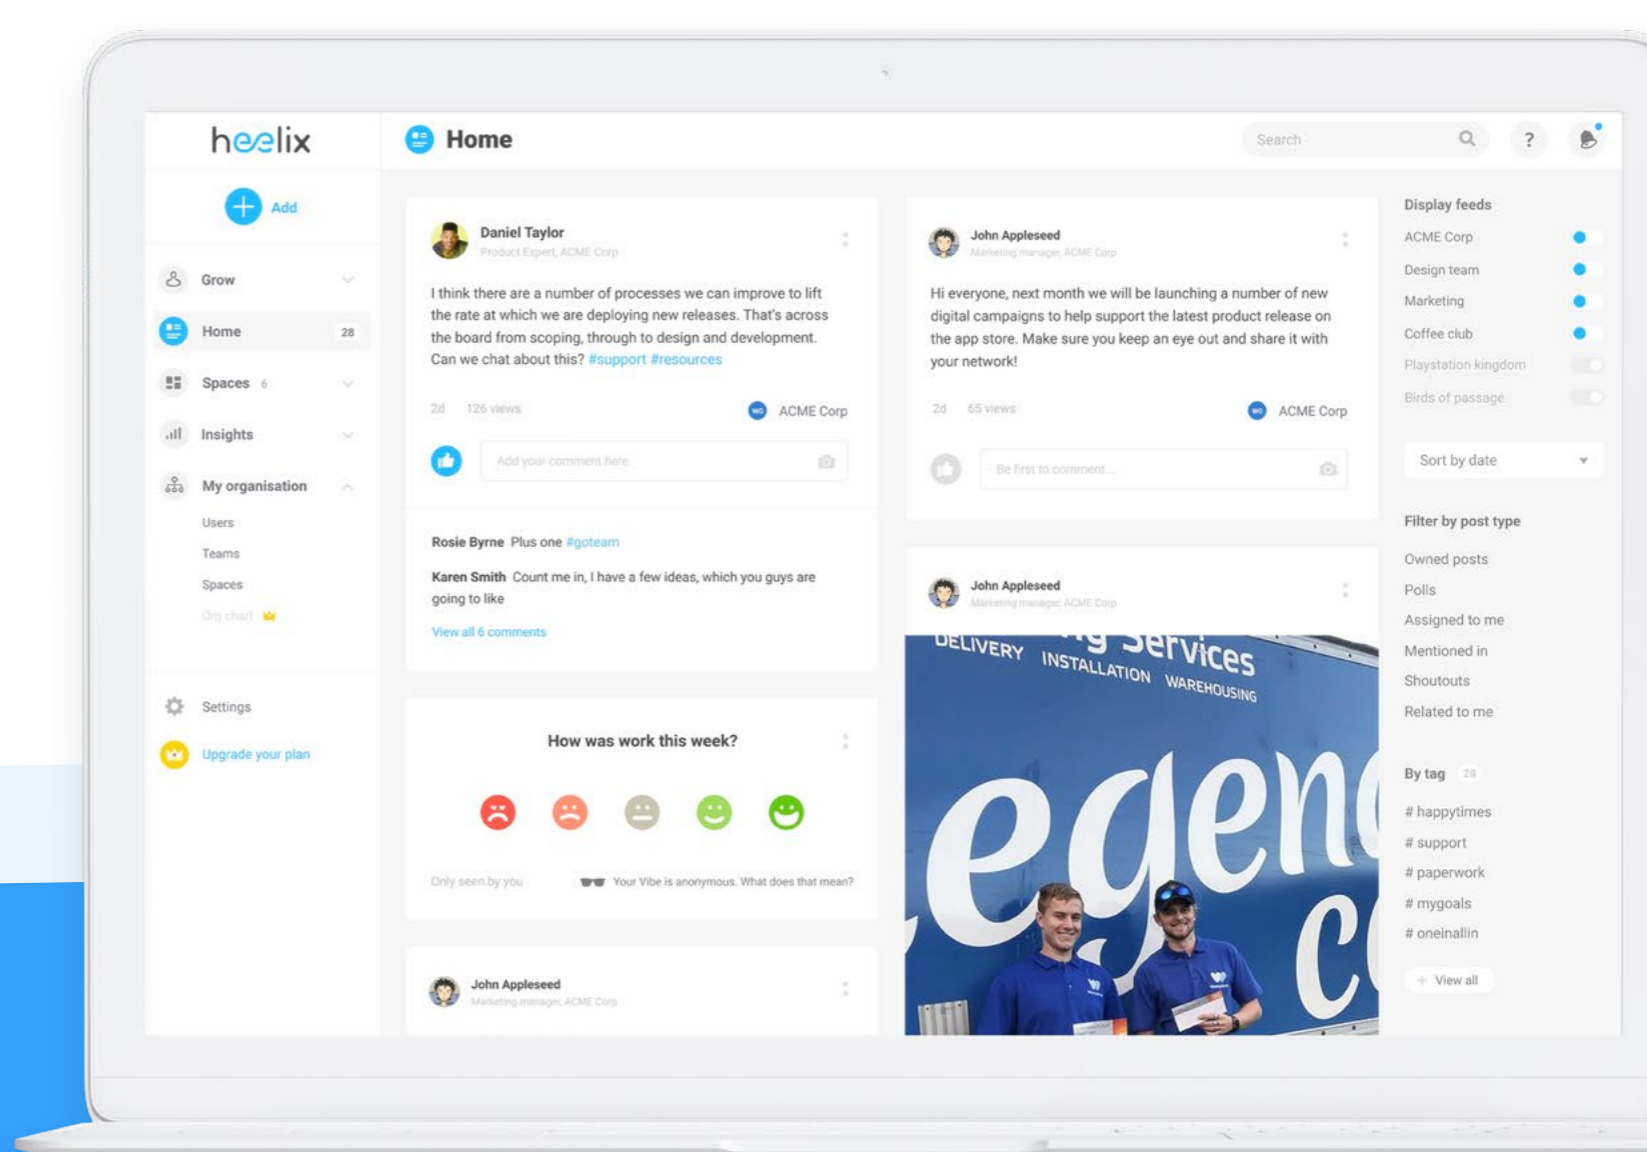 heelix
Add
Grow
Home 28
Spaces 6
Insights
My organisation
Users
Teams
Spaces
Org chart
Settings
Upgrade your plan
Home
Search
?
Daniel Taylor
Product Expert, ACME Corp
I think there are a number of processes we can improve to lift
the rate at which we are deploying new releases. That's across
the board from scoping, through to design and development.
Can we chat about this? #support #resources
2d 126 views
WG ACME Corp
Add your comment here
Rosie Byrne Plus one #goteam
Karen Smith Count me in, I have a few ideas, which you guys are
going to like
View all 6 comments
How was work this week?
Only seen by you
Your Vibe is anonymous. What does that mean?
John Appleseed
Marketing manager, ACME Corp
John Appleseed
Marketing manager, ACME Corp
Hi everyone, next month we will be launching a number of new
digital campaigns to help support the latest product release on
the app store. Make sure you keep an eye out and share it with
your network!
2d 65 views
WG ACME Corp
Be first to comment ...
John Appleseed
Marketing manager, ACME Corp
Services
DELIVERY INSTALLATION WAREHOUSING
Display feeds
ACME Corp
Design team
Marketing
Coffee club
Playstation kingdom
Birds of passage
Sort by date
Filter by post type
Owned posts
Polls
Assigned to me
Mentioned in
Shoutouts
Related to me
By tag 28
# happytimes
# support
# paperwork
# mygoals
# oneinallin
+ View all